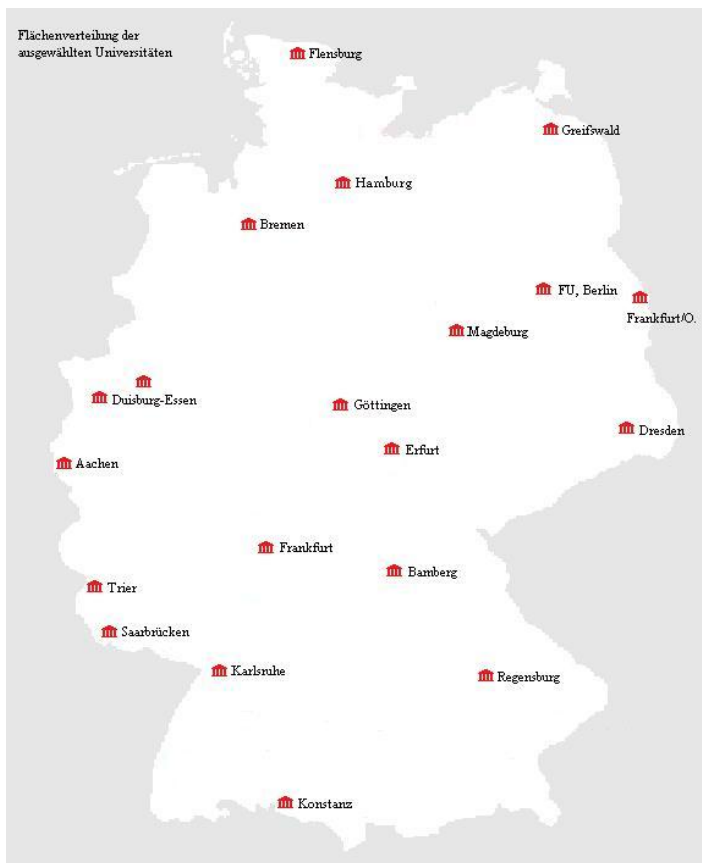 Flächenverteilung der
ausgewählten Universitäten
Flensburg
Greifswald
Hamburg
Bremen
FU, Berlin
Frankfurt/O.
Magdeburg
Duisburg-Essen
Göttingen
Dresden
Erfurt
Aachen
Frankfurt
Bamberg
Trier
Saarbrücken
Karlsruhe
Regensburg
Konstanz